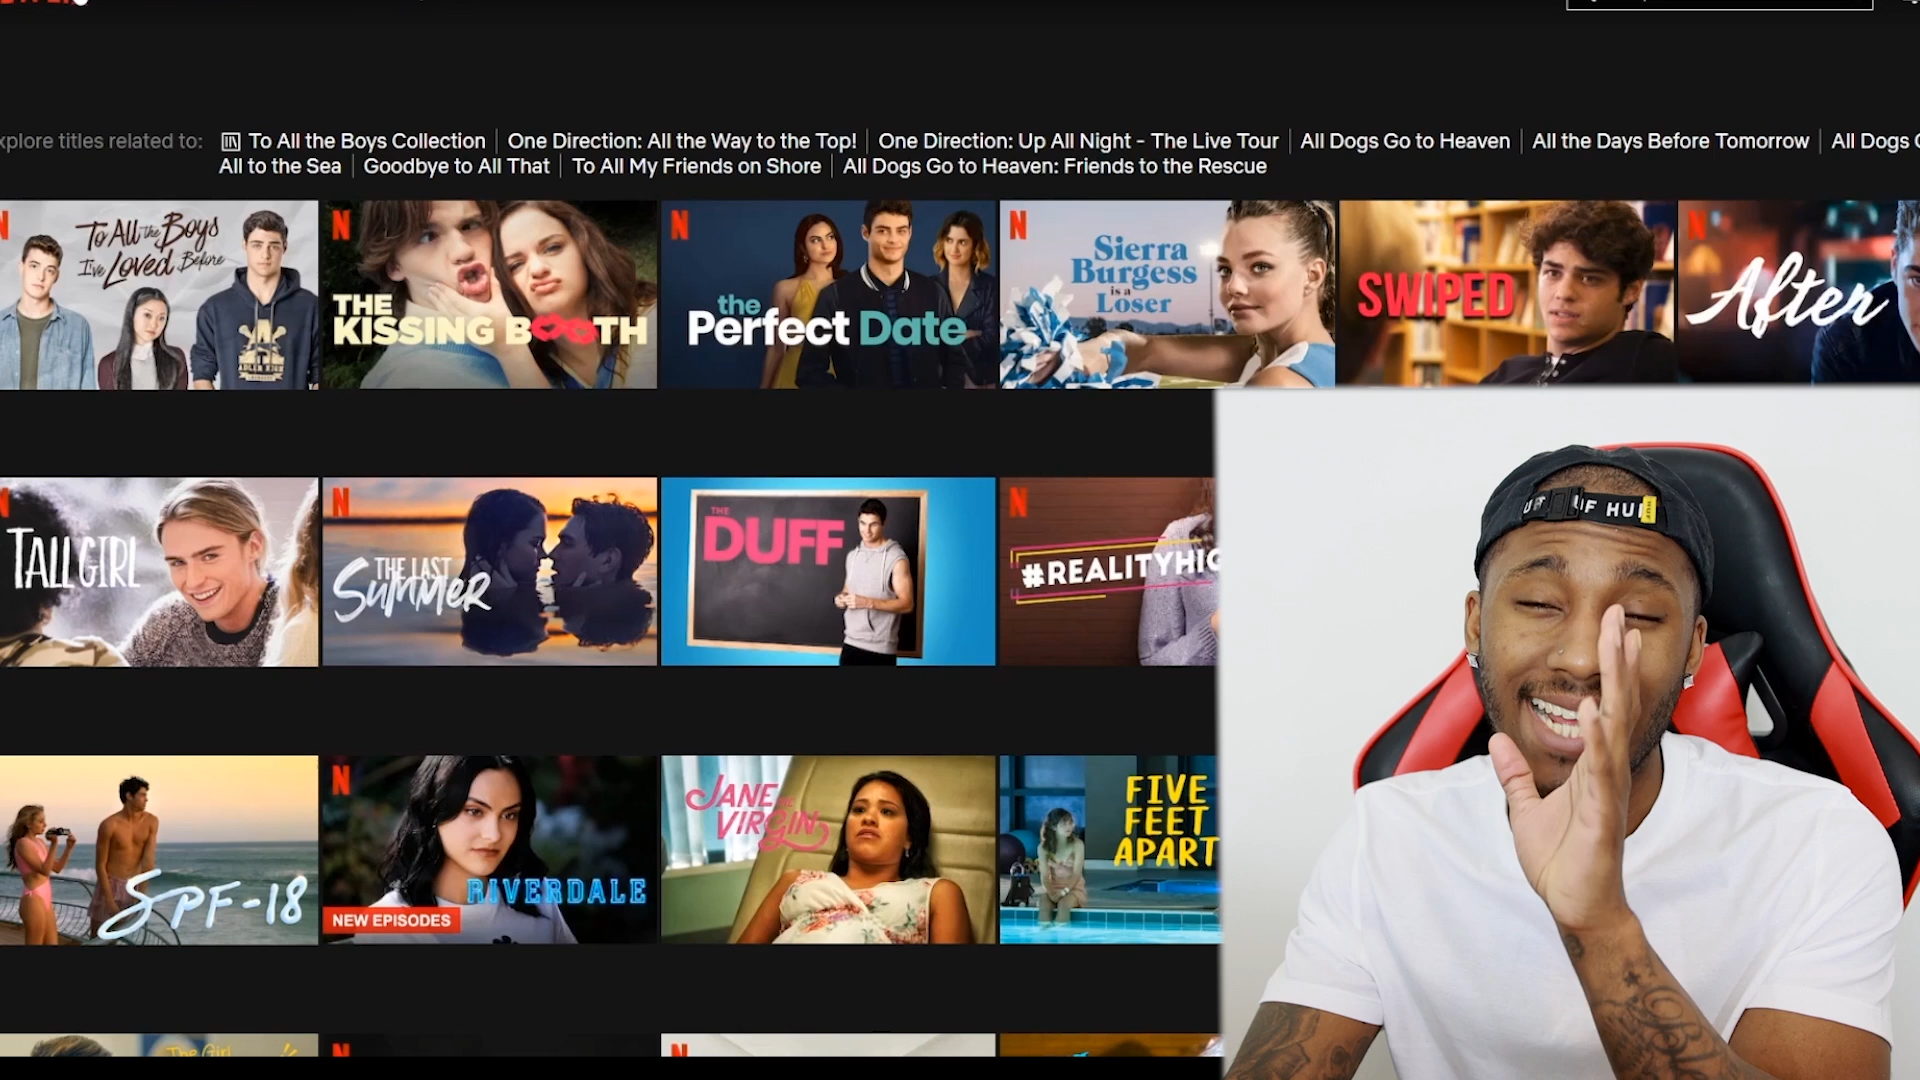 xplore titles related to: To All the Boys Collection | One Direction: All the Way to the Top! | One Direction: Up All Night - The Live Tour | All Dogs Go to Heaven | All the Days Before Tomorrow | All Dogs
All to the Sea | Goodbye to All That | To All My Friends on Shore | All Dogs Go to Heaven: Friends to the Rescue
N
To All the Boys
I've Loved Before
ADLER HIGH
N
THE
KISSING BOOTH
N
the
Perfect Date
N
Sierra
Burgess
is a
Loser
SWIPED
N
After
N
TALL GIRL
N
THE LAST
SUMMER
THE
DUFF
N
#REALITYHIG
SPF-18
N
RIVERDALE
NEW EPISODES
JANE THE
VIRGIN
FIVE
FEET
APART
The Girl
N
N